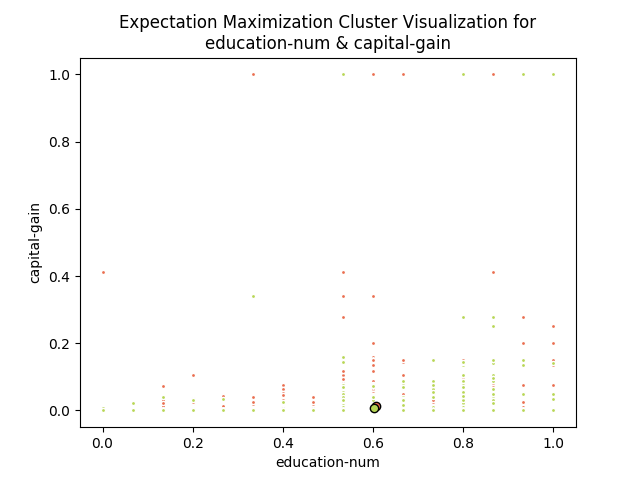 Expectation Maximization Cluster Visualization for
education-num & capital-gain
1.0
0.8
0.6
0.4
0.2
0.0
capital-gain
0.0 0.2 0.4 0.6 0.8 1.0
education-num